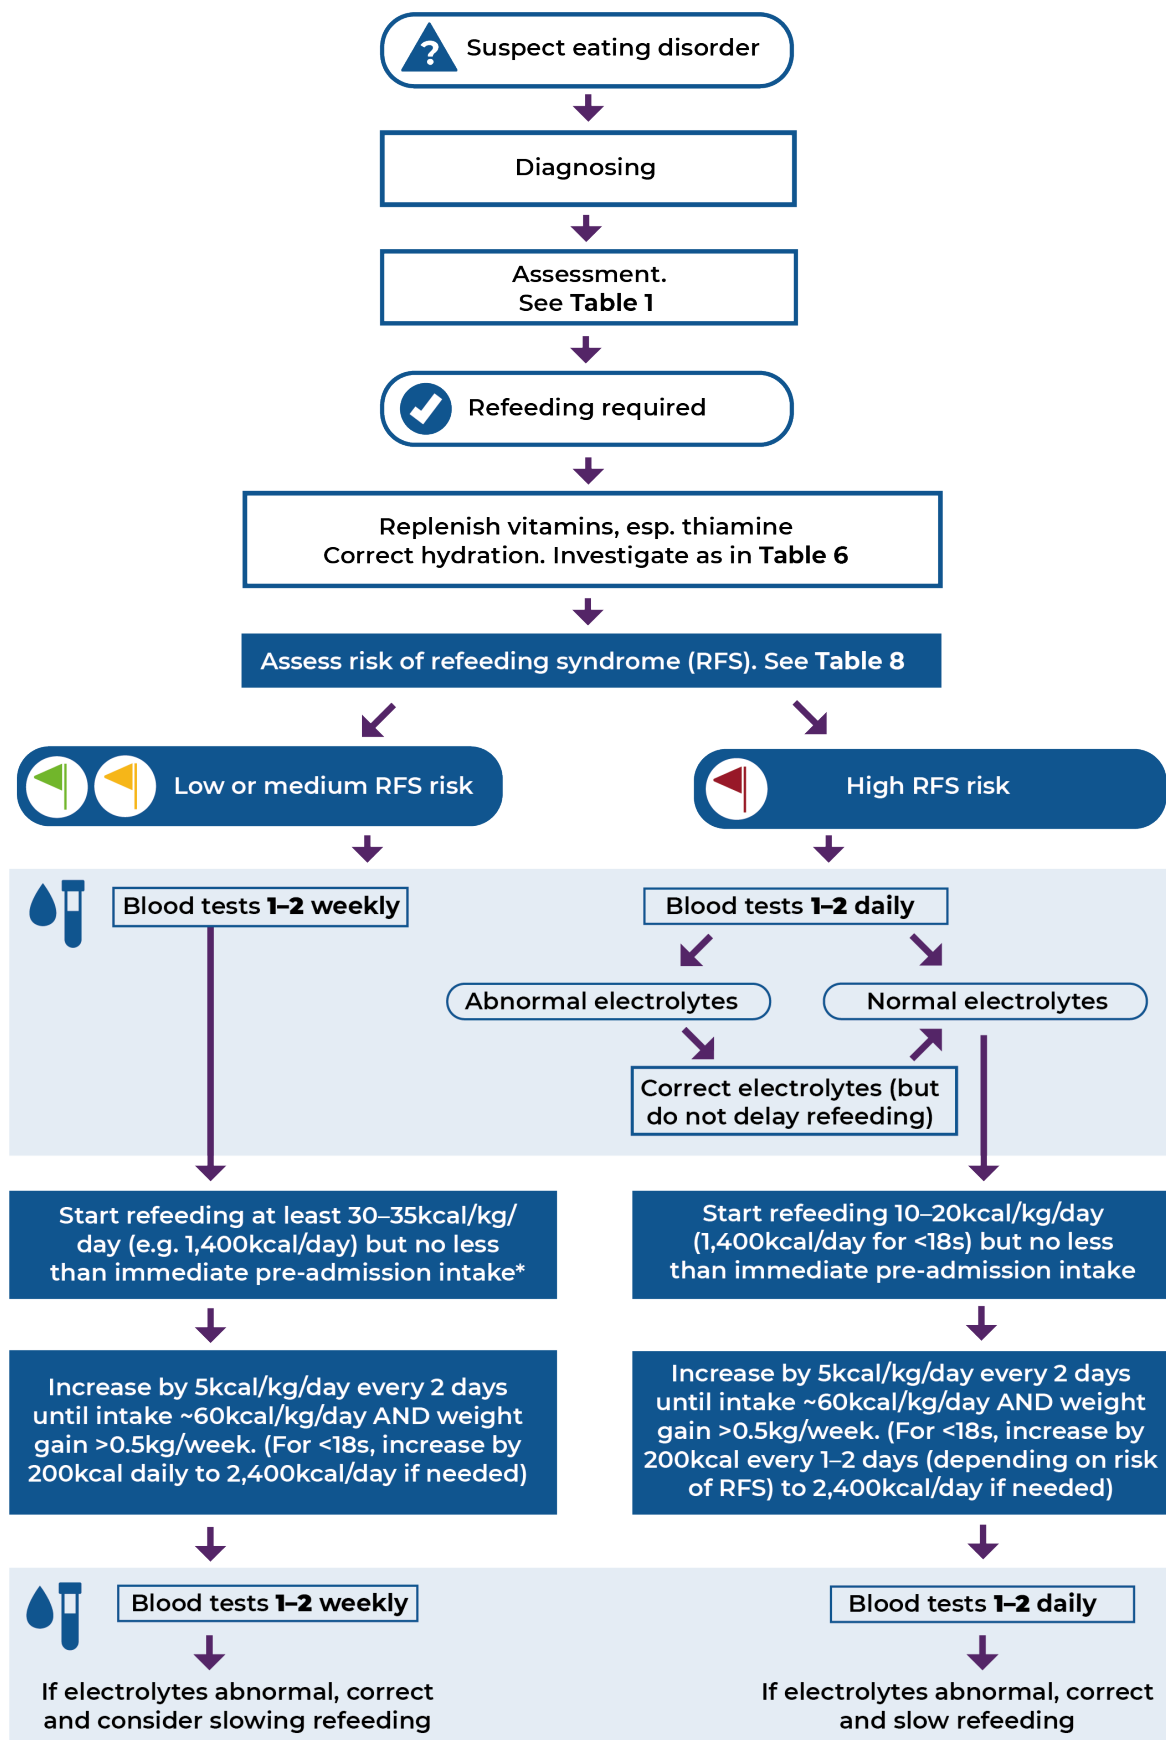 ?
Suspect eating disorder
Diagnosing
Assessment.
See Table 1
Refeeding required
Replenish vitamins, esp. thiamine
Correct hydration. Investigate as in Table 6
Assess risk of refeeding syndrome (RFS). See Table 8
Low or medium RFS risk
High RFS risk
Blood tests 1–2 weekly
Blood tests 1–2 daily
Abnormal electrolytes
Normal electrolytes
Correct electrolytes (but
do not delay refeeding)
Start refeeding at least 30–35kcal/kg/
day (e.g. 1,400kcal/day) but no less
than immediate pre-admission intake*
Start refeeding 10–20kcal/kg/day
(1,400kcal/day for <18s) but no less
than immediate pre-admission intake
Increase by 5kcal/kg/day every 2 days
until intake ~60kcal/kg/day AND weight
gain >0.5kg/week. (For <18s, increase by
200kcal daily to 2,400kcal/day if needed)
Increase by 5kcal/kg/day every 2 days
until intake ~60kcal/kg/day AND weight
gain >0.5kg/week. (For <18s, increase by
200kcal every 1–2 days (depending on risk
of RFS) to 2,400kcal/day if needed)
Blood tests 1–2 weekly
Blood tests 1–2 daily
If electrolytes abnormal, correct
and consider slowing refeeding
If electrolytes abnormal, correct
and slow refeeding